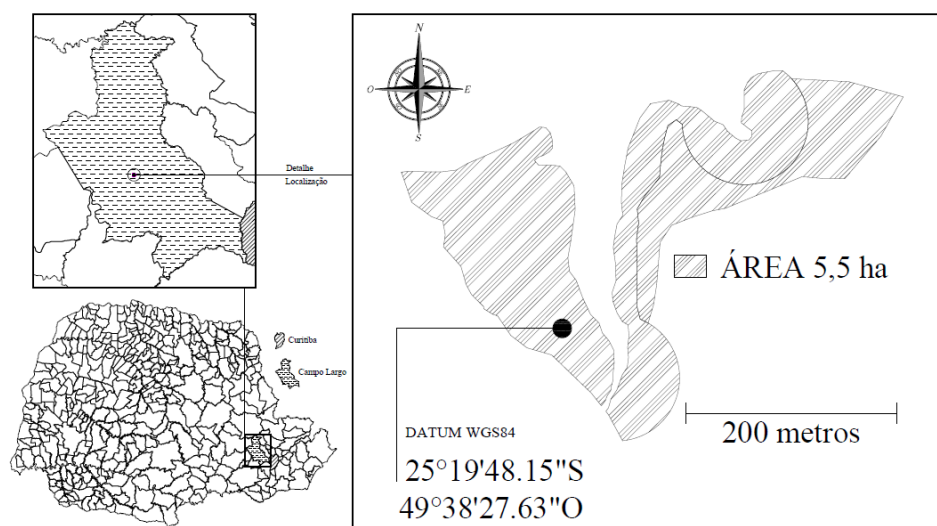 Detalhe
Localização
Curitiba
Campo Largo
N
O
E
S
ÁREA 5,5 ha
200 metros
DATUM WGS84
25°19'48.15"S
49°38'27.63"O